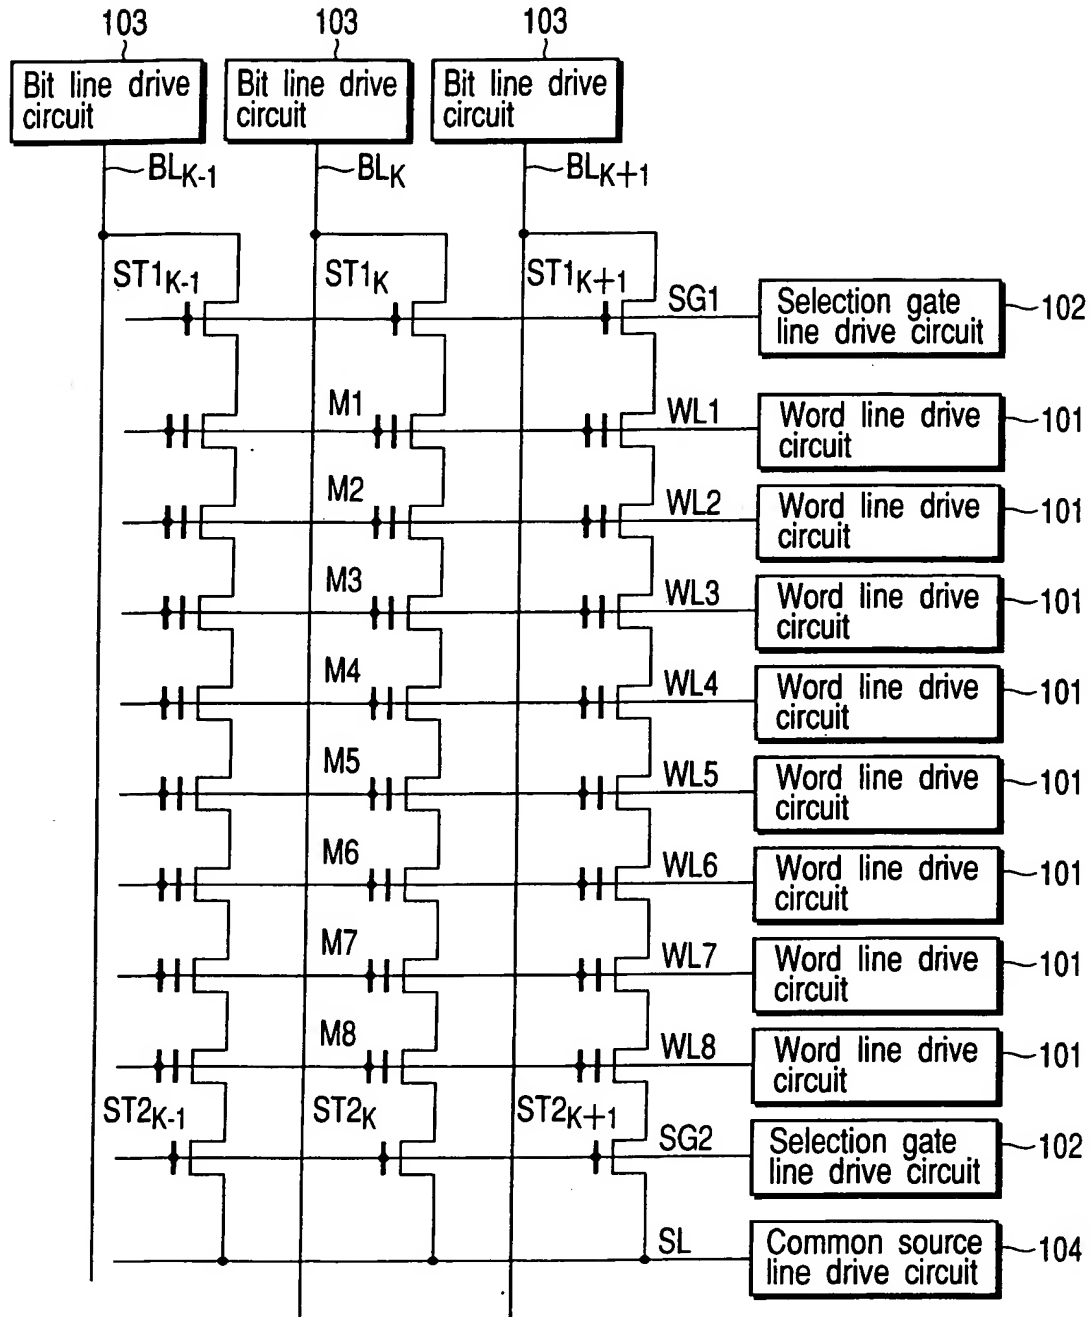 103 103 103
Bit line drive circuit
Bit line drive circuit
Bit line drive circuit
BLK-1 BLK BLK+1
ST1K-1 ST1K ST1K+1 SG1
Selection gate line drive circuit
102
M1 WL1
Word line drive circuit
101
M2 WL2
Word line drive circuit
101
M3 WL3
Word line drive circuit
101
M4 WL4
Word line drive circuit
101
M5 WL5
Word line drive circuit
101
M6 WL6
Word line drive circuit
101
M7 WL7
Word line drive circuit
101
M8 WL8
Word line drive circuit
101
ST2K-1 ST2K ST2K+1 SG2
Selection gate line drive circuit
102
SL
Common source line drive circuit
104